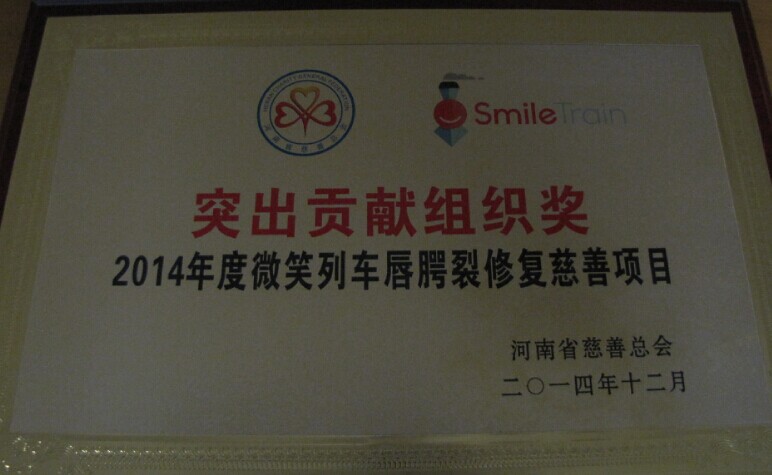 SmileTrain
突出贡献组织奖
2014年度微笑列车唇腭裂修复慈善项目
河南省慈善总会
二〇一四年十二月